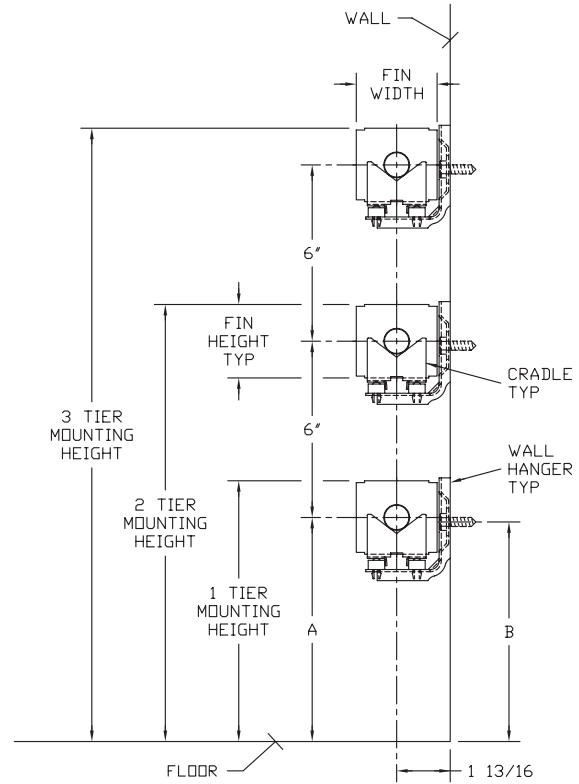 WALL
FIN
WIDTH
6"
FIN
HEIGHT
TYP
CRADLE
TYP
3 TIER
MOUNTING
HEIGHT
6"
WALL
HANGER
TYP
2 TIER
MOUNTING
HEIGHT
1 TIER
MOUNTING
HEIGHT
A
B
FLOOR
1 13/16